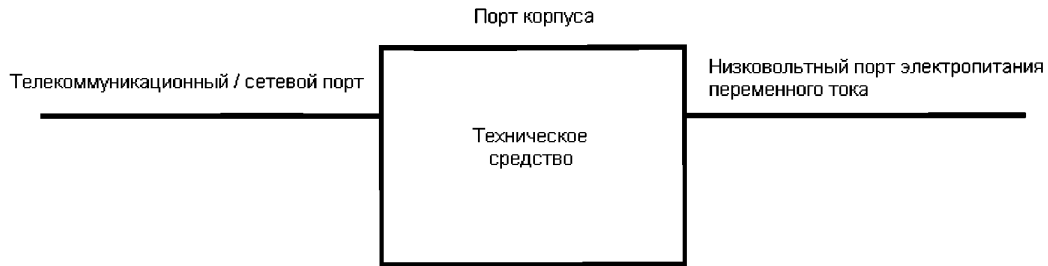 Порт корпуса
Телекоммуникационный / сетевой порт
Низковольтный порт электропитания
переменного тока
Техническое
средство